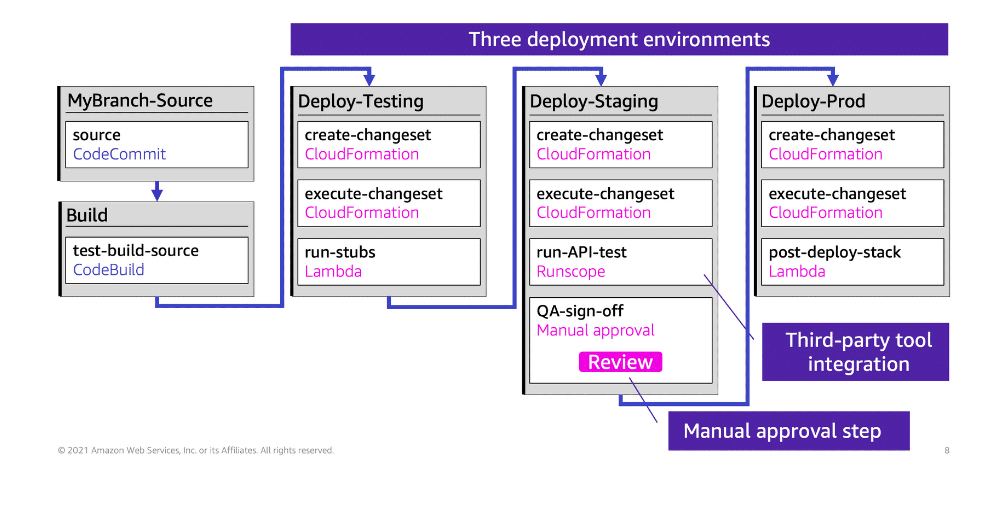 Three deployment environments
MyBranch-Source
source
CodeCommit
Build
test-build-source
CodeBuild
Deploy-Testing
create-changeset
CloudFormation
execute-changeset
CloudFormation
run-stubs
Lambda
Deploy-Staging
create-changeset
CloudFormation
execute-changeset
CloudFormation
run-API-test
Runscope
QA-sign-off
Manual approval
Review
Deploy-Prod
create-changeset
CloudFormation
execute-changeset
CloudFormation
post-deploy-stack
Lambda
Third-party tool
integration
Manual approval step
© 2021 Amazon Web Services, Inc. or its Affiliates. All rights reserved.
8